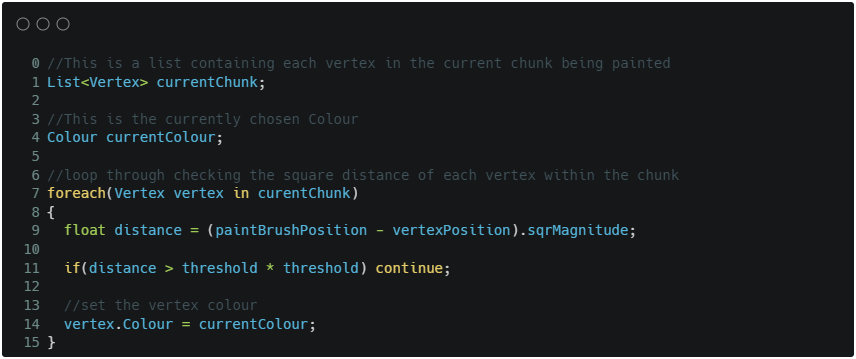 0 //This is a list containing each vertex in the current chunk being painted
1 List<Vertex> currentChunk;
2
3 //This is the currently chosen Colour
4 Colour currentColour;
5
6 //loop through checking the square distance of each vertex within the chunk
7 foreach(Vertex vertex in curentChunk)
8 {
9   float distance = (paintBrushPosition - vertexPosition).sqrMagnitude;
10
11   if(distance > threshold * threshold) continue;
12
13   //set the vertex colour
14   vertex.Colour = currentColour;
15 }